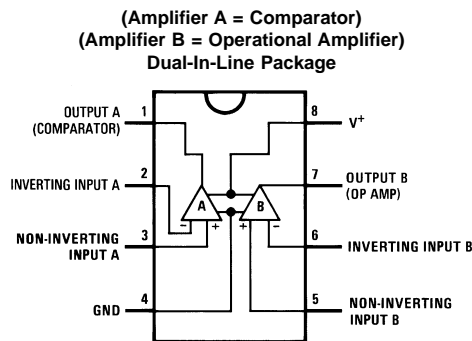 (Amplifier A = Comparator)
(Amplifier B = Operational Amplifier)
Dual-In-Line Package
OUTPUT A
(COMPARATOR)
1
8
V+
INVERTING INPUT A
2
7
OUTPUT B
(OP AMP)
A
B
- + + -
NON-INVERTING
INPUT A
3
6
INVERTING INPUT B
GND
4
5
NON-INVERTING
INPUT B